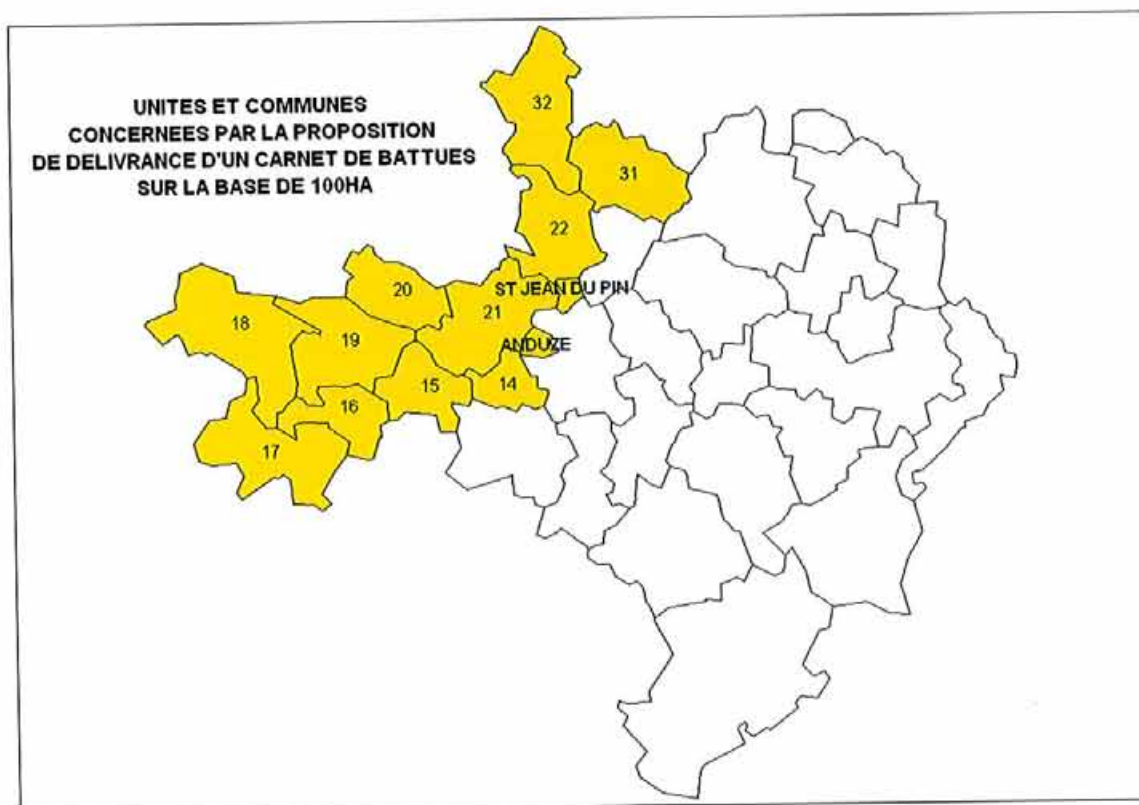 UNITES ET COMMUNES
CONCERNEES PAR LA PROPOSITION
DE DELIVRANCE D'UN CARNET DE BATTUES
SUR LA BASE DE 100HA
32
31
22
ST JEAN DU PIN
20
21
18
19
ANDUZE
15
14
16
17